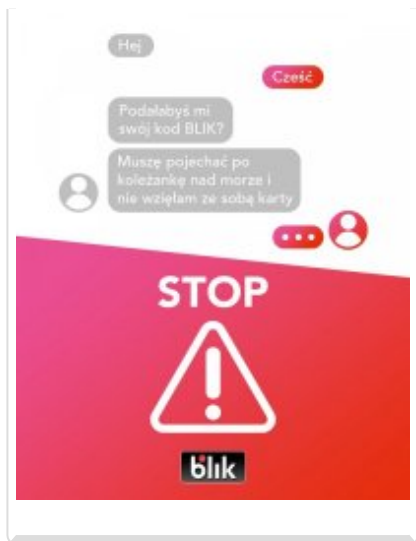 Hej
Cześć
Podałabyś mi
swój kod BLIK?
Muszę pojechać po
koleżankę nad morze i
nie wzięłam ze sobą karty
STOP
blik